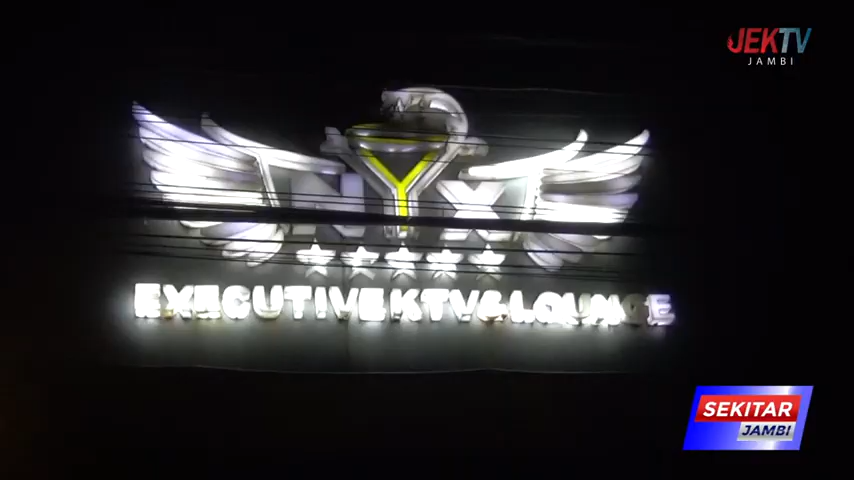 JEKTV
JAMBI
NYX
EXECUTIVE KTV & LOUNGE
SEKITAR
JAMBI